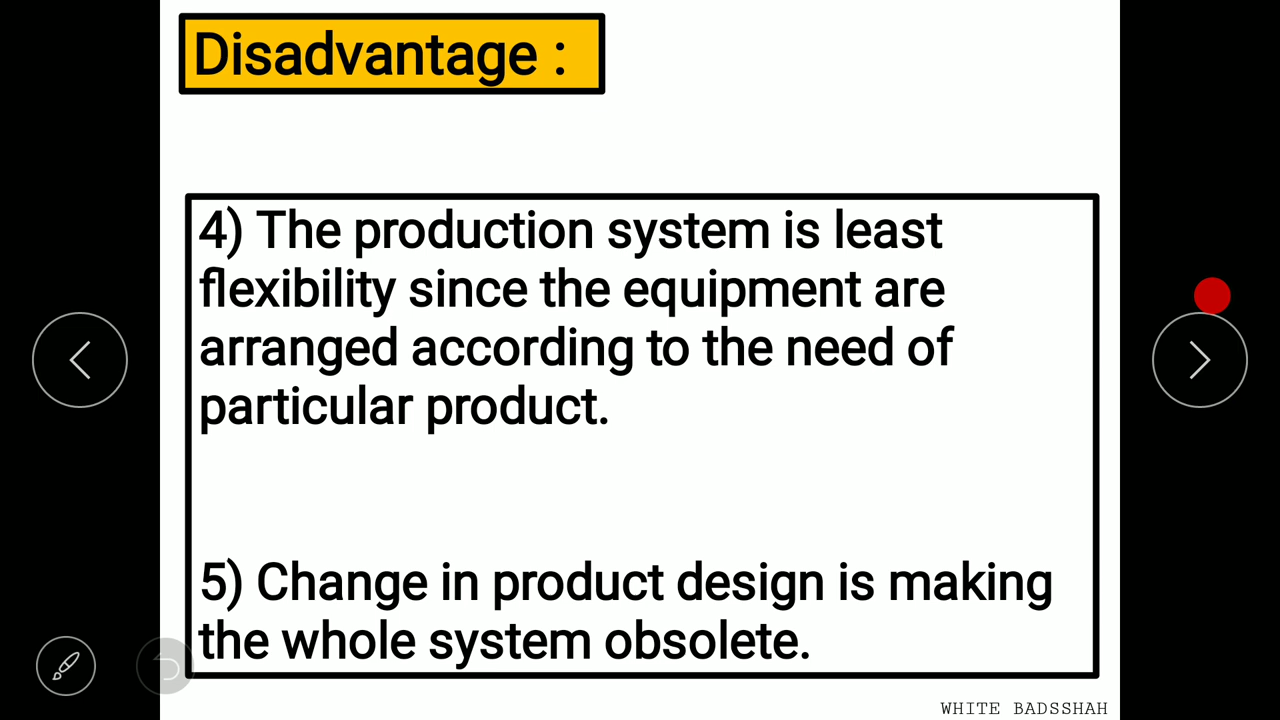 Disadvantage :
4) The production system is least
flexibility since the equipment are
arranged according to the need of
particular product.
5) Change in product design is making
the whole system obsolete.
WHITE BADSSHAH